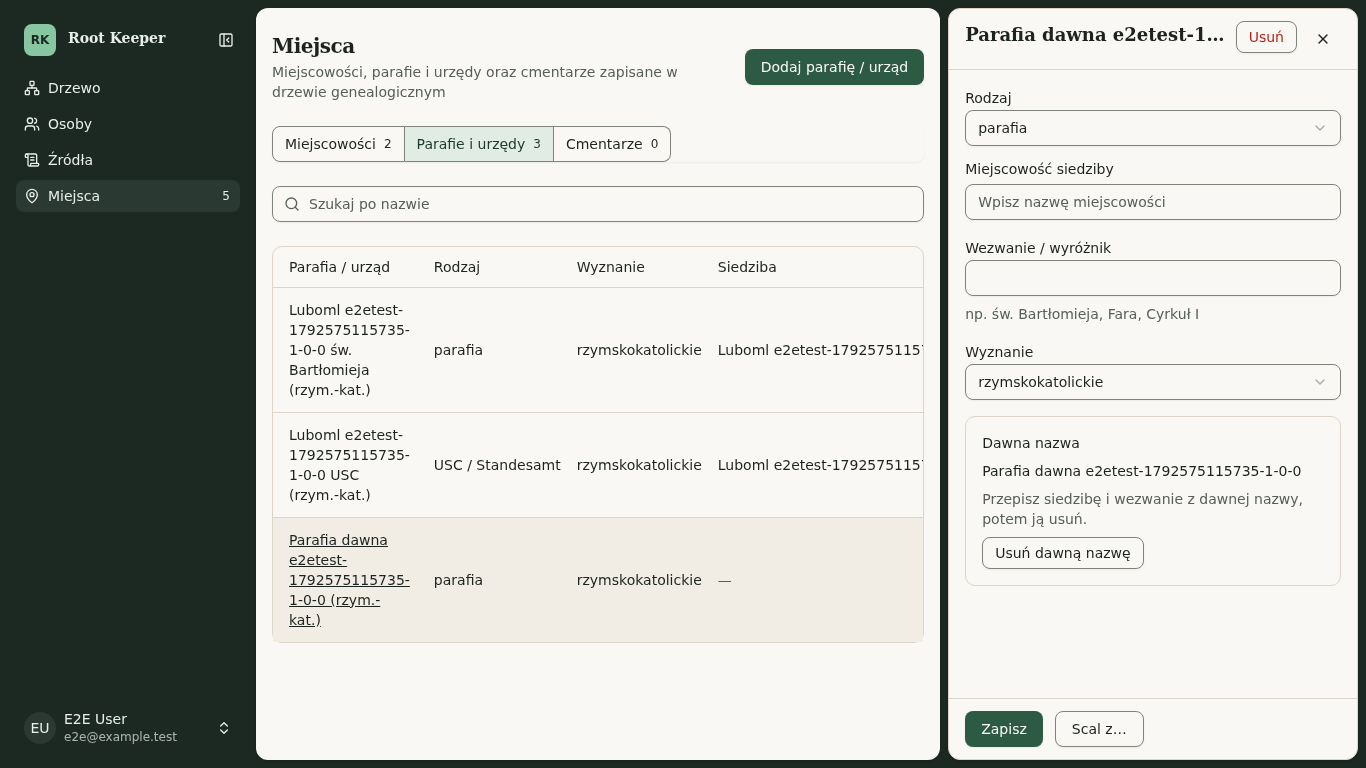 RK Root Keeper
Drzewo
Osoby
Źródła
Miejsca 5
EU E2E User
e2e@example.test
Miejsca
Miejscowości, parafie i urzędy oraz cmentarze zapisane w
drzewie genealogicznym
Dodaj parafię / urząd
Miejscowości 2 Parafie i urzędy 3 Cmentarze 0
Szukaj po nazwie
Parafia / urząd Rodzaj Wyznanie Siedziba
Luboml e2etest-
1792575115735-
1-0-0 św.
Bartłomieja
(rzym.-kat.)
parafia rzymskokatolickie Luboml e2etest-1792575115
Luboml e2etest-
1792575115735-
1-0-0 USC
(rzym.-kat.)
USC / Standesamt rzymskokatolickie Luboml e2etest-1792575115
Parafia dawna
e2etest-
1792575115735-
1-0-0 (rzym.-
kat.)
parafia rzymskokatolickie —
Parafia dawna e2etest-1... Usuń
Rodzaj
parafia
Miejscowość siedziby
Wpisz nazwę miejscowości
Wezwanie / wyróżnik
np. św. Bartłomieja, Fara, Cyrkuł I
Wyznanie
rzymskokatolickie
Dawna nazwa
Parafia dawna e2etest-1792575115735-1-0-0
Przepisz siedzibę i wezwanie z dawnej nazwy,
potem ją usuń.
Usuń dawną nazwę
Zapisz Scal z...